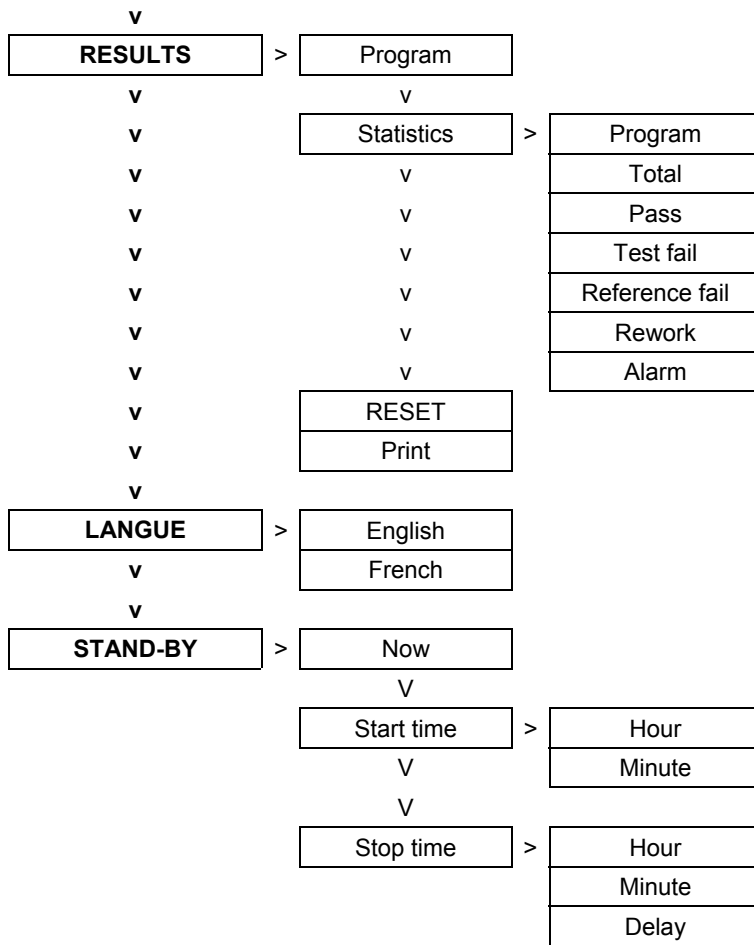 v
RESULTS > Program
v v
v Statistics > Program
v v Total
v v Pass
v v Test fail
v v Reference fail
v v Rework
v v Alarm
v RESET
v Print
v
LANGUE > English
v French
v
STAND-BY > Now
V
Start time > Hour
V Minute
V
Stop time > Hour
Minute
Delay